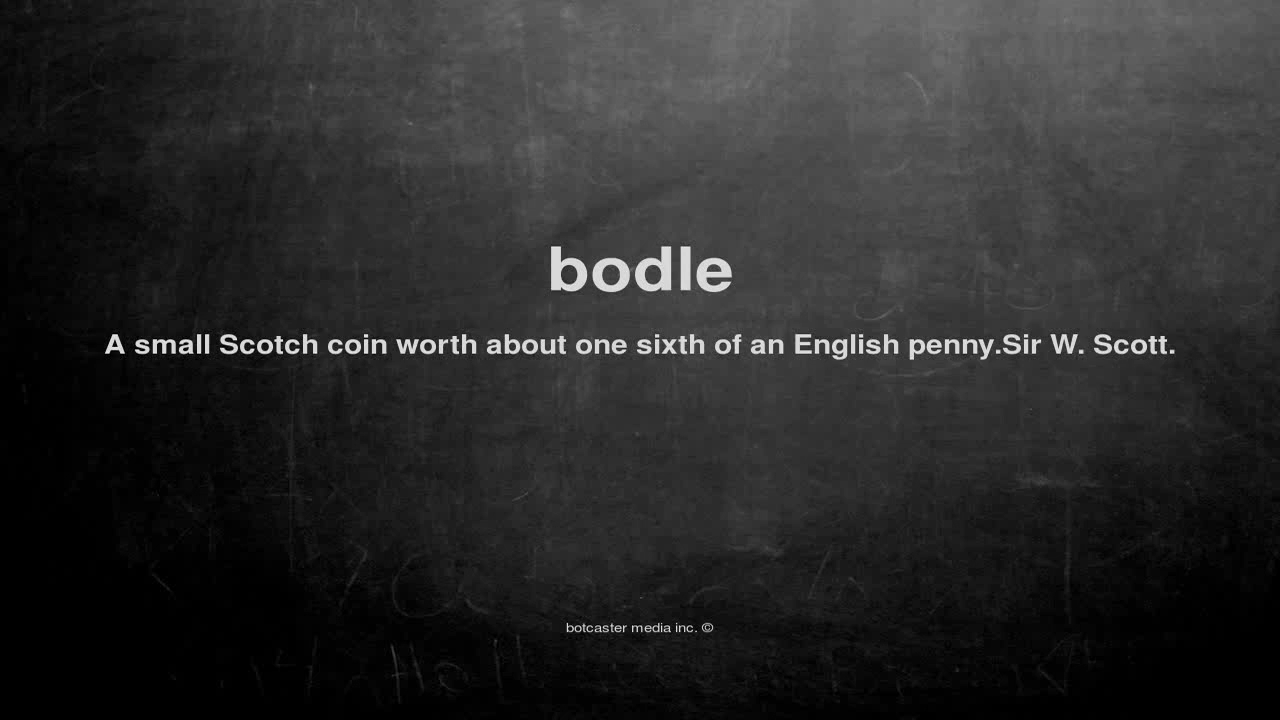 bodle
A small Scotch coin worth about one sixth of an English penny.Sir W. Scott.
botcaster media inc. ©